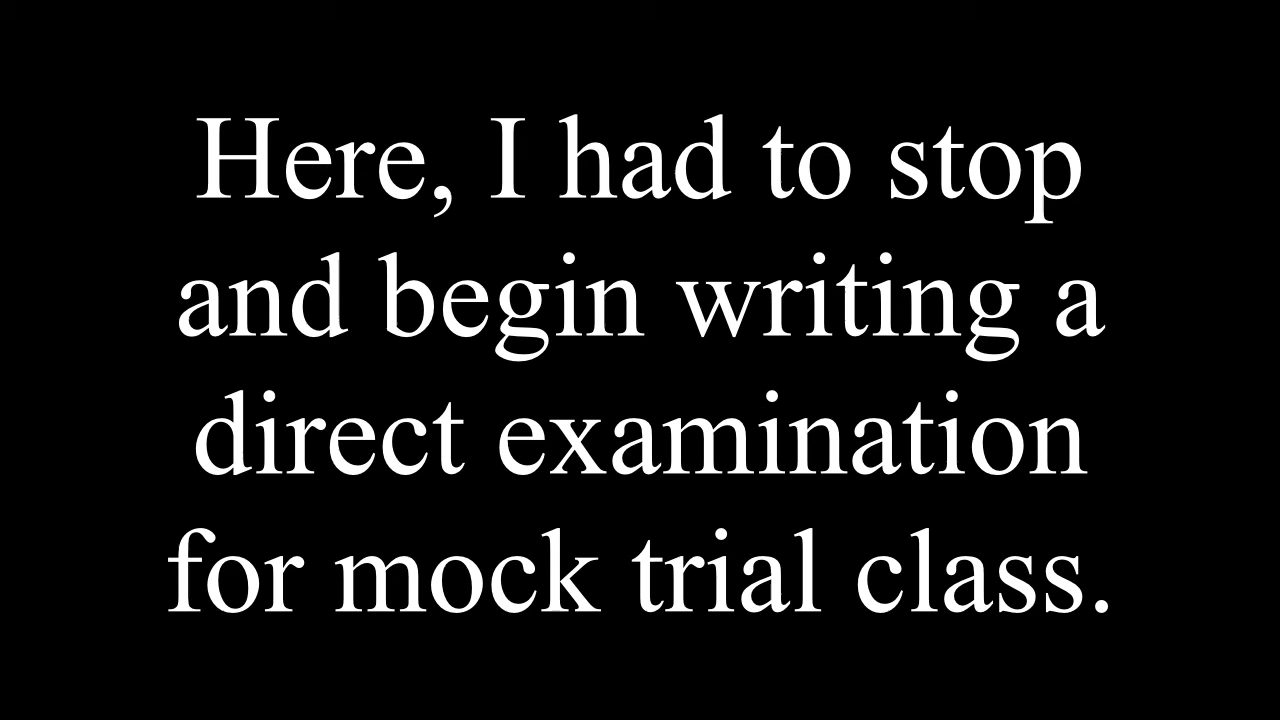 Here, I had to stop
and begin writing a
direct examination
for mock trial class.